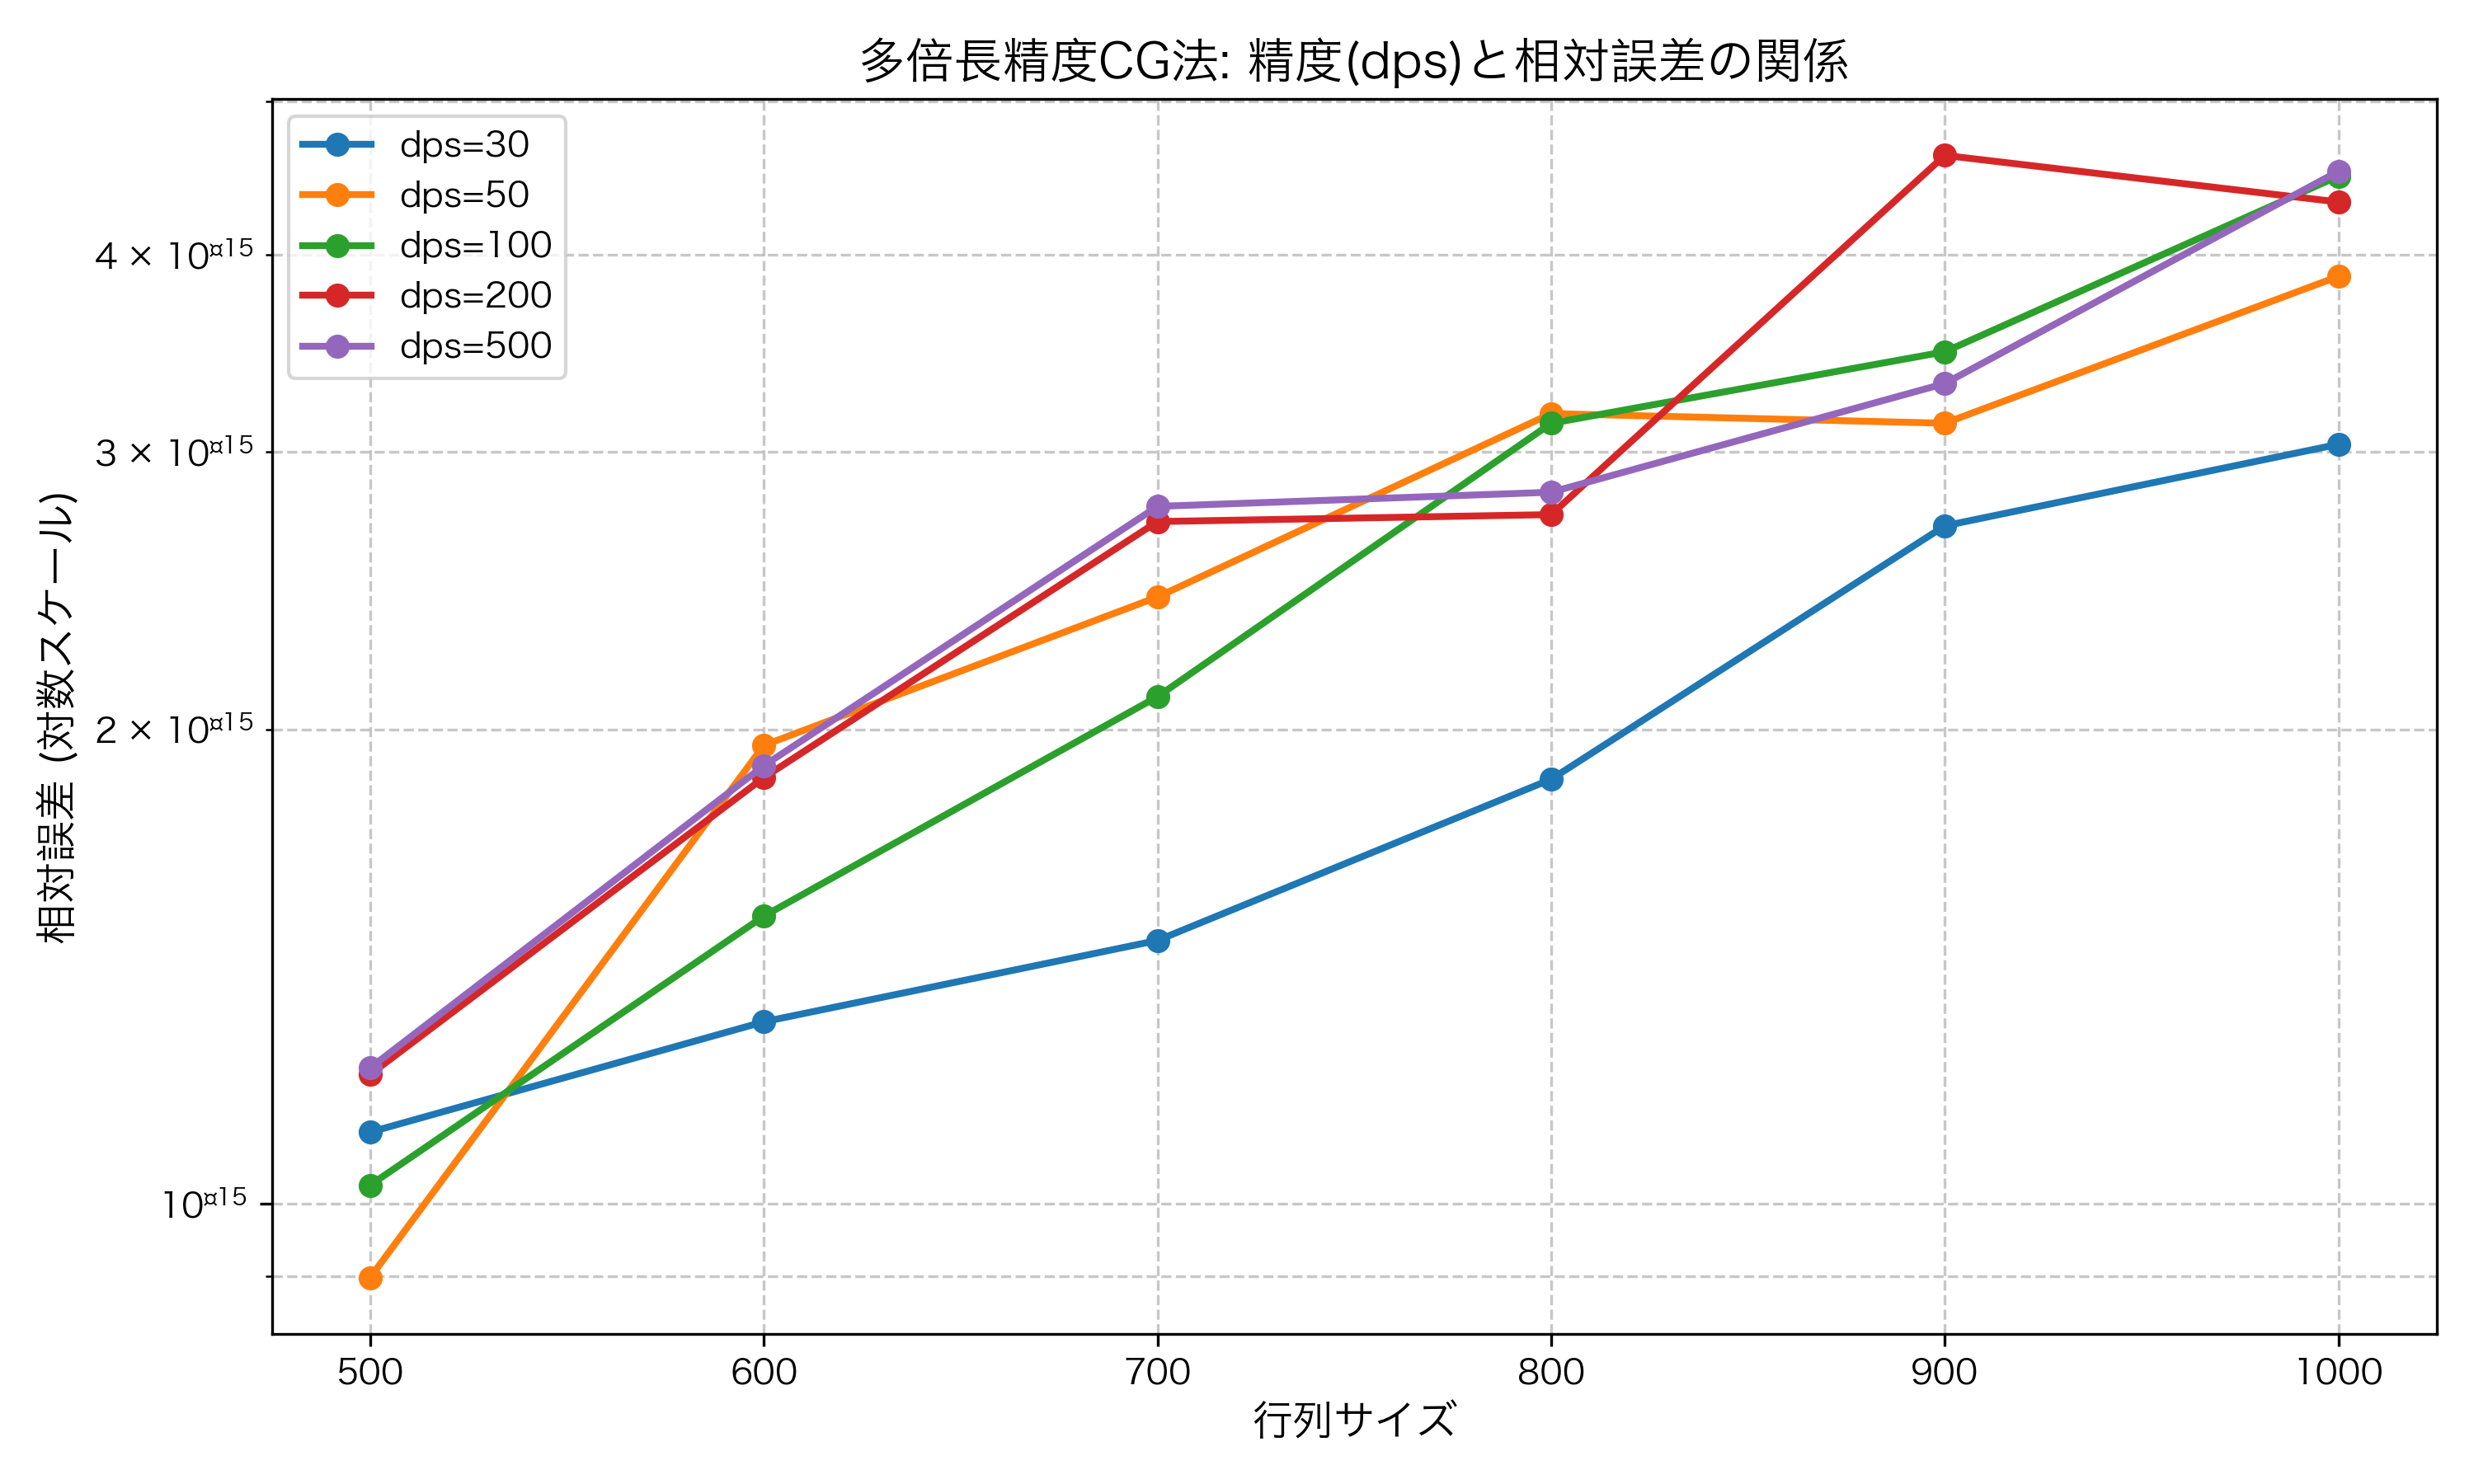 多倍長精度CG法: 精度(dps)と相対誤差の関係
dps=30
dps=50
dps=100
dps=200
dps=500
相対誤差 (対数スケール)
4 × 10¤15
3 × 10¤15
2 × 10¤15
10¤15
500 600 700 800 900 1000
行列サイズ